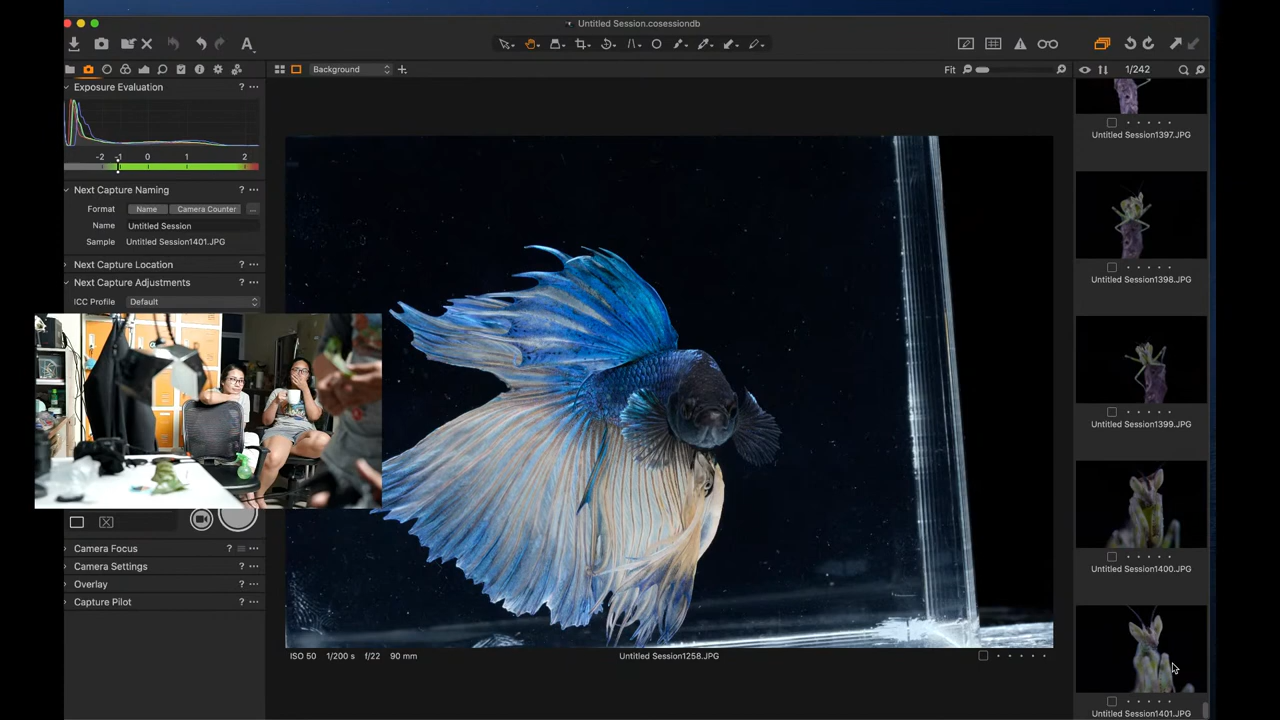 Untitled Session.cosessiondb
Background
Fit
1/242
Exposure Evaluation
-2 -1 0 1 2
Next Capture Naming
Format Name Camera Counter ...
Name Untitled Session
Sample Untitled Session1401.JPG
Next Capture Location
Next Capture Adjustments
ICC Profile Default
Camera Focus
Camera Settings
Overlay
Capture Pilot
ISO 50 1/200 s f/22 90 mm
Untitled Session1258.JPG
Untitled Session1397.JPG
Untitled Session1398.JPG
Untitled Session1399.JPG
Untitled Session1400.JPG
Untitled Session1401.JPG